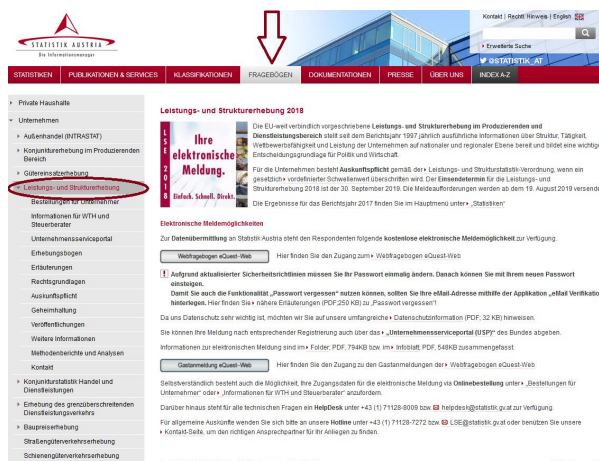 Kontakt | Rechtl. Hinweis | English
STATISTIK AUSTRIA
Die Informationsmanager
Erweiterte Suche
@STATISTIK_AT
STATISTIKEN PUBLIKATIONEN & SERVICES KLASSIFIKATIONEN FRAGEBÖGEN DOKUMENTATIONEN PRESSE ÜBER UNS INDEX A-Z
Private Haushalte
Unternehmen
Außenhandel (INTRASTAT)
Konjunkturerhebung im Produzierenden
Bereich
Gütereinsatzerhebung
Leistungs- und Strukturerhebung
Bestellungen für Unternehmer
Informationen für WTH und
Steuerberater
Unternehmensserviceportal
Erhebungsbogen
Erläuterungen
Rechtsgrundlagen
Auskunftspflicht
Geheimhaltung
Veröffentlichungen
Weitere Informationen
Methodenberichte und Analysen
Kontakt
Konjunkturstatistik Handel und
Dienstleistungen
Erhebung des grenzüberschreitenden
Dienstleistungsverkehrs
Baupreiserhebung
Straßengüterverkehrserhebung
Schienengüterverkehrserhebung
Leistungs- und Strukturerhebung 2018
LSE 2018
Ihre
elektronische
Meldung.
Einfach. Schnell. Direkt.
Die EU-weit verbindlich vorgeschriebene Leistungs- und Strukturerhebung im Produzierenden und
Dienstleistungsbereich stellt seit dem Berichtsjahr 1997 jährlich ausführliche Informationen über Struktur, Tätigkeit,
Wettbewerbsfähigkeit und Leistung der Unternehmen auf nationaler und regionaler Ebene bereit und bildet eine wichtige
Entscheidungsgrundlage für Politik und Wirtschaft.
Für die Unternehmen besteht Auskunftspflicht gemäß der Leistungs- und Strukturstatistik-Verordnung, wenn ein
gesetzlich vordefinierter Schwellenwert überschritten wird. Der Einsendetermin für die Leistungs- und
Strukturerhebung 2018 ist der 30. September 2019. Die Meldeaufforderungen werden ab dem 19. August 2019 versende
Die Ergebnisse für das Berichtsjahr 2017 finden Sie im Hauptmenü unter „Statistiken“
Elektronische Meldemöglichkeiten
Zur Datenübermittlung an Statistik Austria steht den Respondenten folgende kostenlose elektronische Meldemöglichkeit zur Verfügung.
Webfragebogen eQuest-Web Hier finden Sie den Zugang zum Webfragebogen eQuest-Web
! Aufgrund aktualisierter Sicherheitsrichtlinien müssen Sie Ihr Passwort einmalig ändern. Danach können Sie mit Ihrem neuen Passwort
einsteigen.
Damit Sie auch die Funktionalität „Passwort vergessen“ nutzen können, sollten Sie Ihre eMail-Adresse mithilfe der Applikation „eMail Verifikatio
hinterlegen. Hier finden Sie nähere Erläuterungen (PDF;250 KB) zu „Passwort vergessen“!
Da uns Datenschutz sehr wichtig ist, möchten wir Sie auf unsere umfangreiche Datenschutzinformation (PDF; 32 KB) hinweisen.
Sie können Ihre Meldung nach entsprechender Registrierung auch über das „Unternehmensserviceportal (USP)“ des Bundes abgeben.
Informationen zur elektronischen Meldung sind im Folder; PDF, 794KB bzw. im Infoblatt; PDF, 548KB zusammengefasst.
Gastanmeldung eQuest-Web Hier finden Sie den Zugang zu den Gastanmeldungen der Webfragebogen eQuest-Web
Selbstverständlich besteht auch die Möglichkeit, Ihre Zugangsdaten für die elektronische Meldung via Onlinebestellung unter „Bestellungen für
Unternehmer“ oder „Informationen für WTH und Steuerberater“ anzufordern.
Darüber hinaus steht für alle technischen Fragen ein HelpDesk unter +43 (1) 71128-8009 bzw. helpdesk@statistik.gv.at zur Verfügung.
Für allgemeine Auskünfte wenden Sie sich bitte an unsere Hotline unter +43 (1) 71128-7272 bzw. LSE@statistik.gv.at oder benützen Sie unsere
Kontakt-Seite, um den richtigen Ansprechpartner für Ihr Anliegen zu finden.